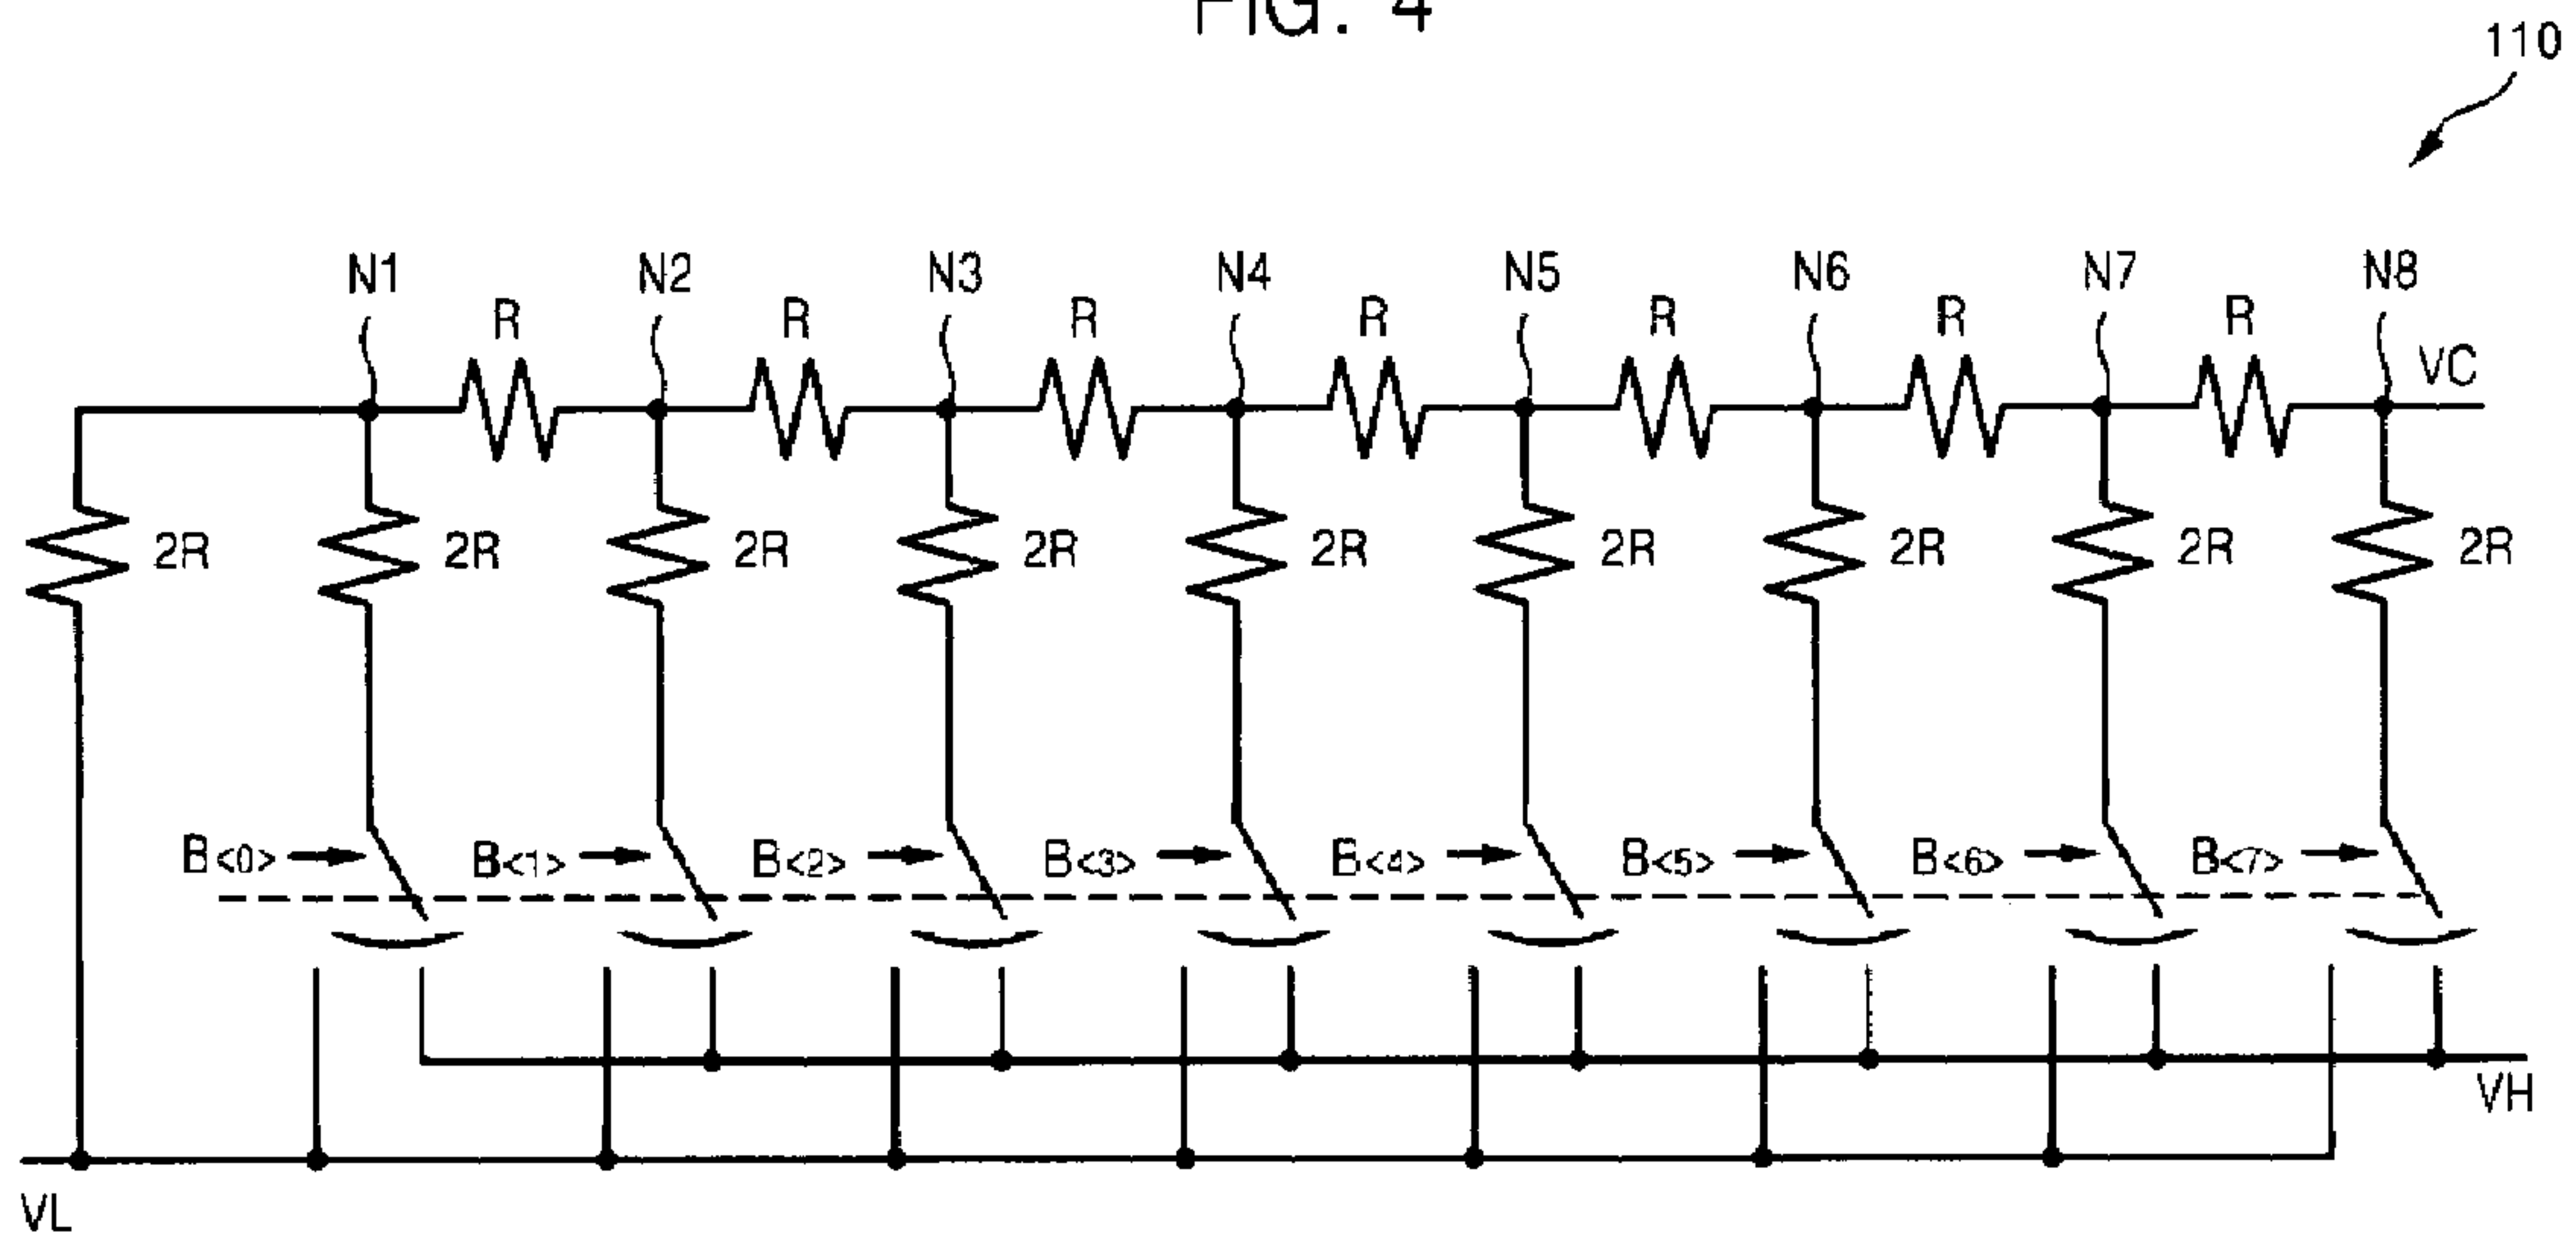 FIG. 4
110
N1 N2 N3 N4 N5 N6 N7 N8
R R R R R R R VC
2R 2R 2R 2R 2R 2R 2R 2R 2R
B<0> B<1> B<2> B<3> B<4> B<5> B<6> B<7>
VH
VL